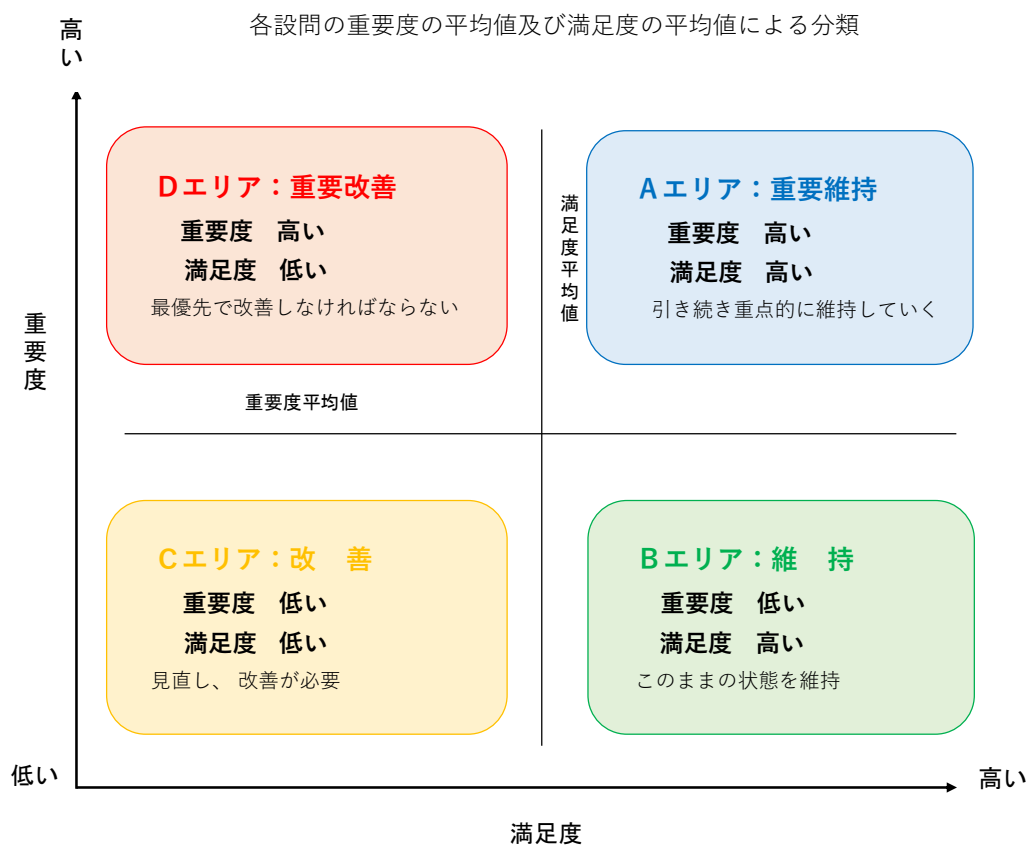 各設問の重要度の平均値及び満足度の平均値による分類
高い
重要度
Dエリア：重要改善
重要度　高い
満足度　低い
最優先で改善しなければならない
満足度平均値
Aエリア：重要維持
重要度　高い
満足度　高い
引き続き重点的に維持していく
重要度平均値
Cエリア：改　善
重要度　低い
満足度　低い
見直し、 改善が必要
Bエリア：維　持
重要度　低い
満足度　高い
このままの状態を維持
低い
高い
満足度